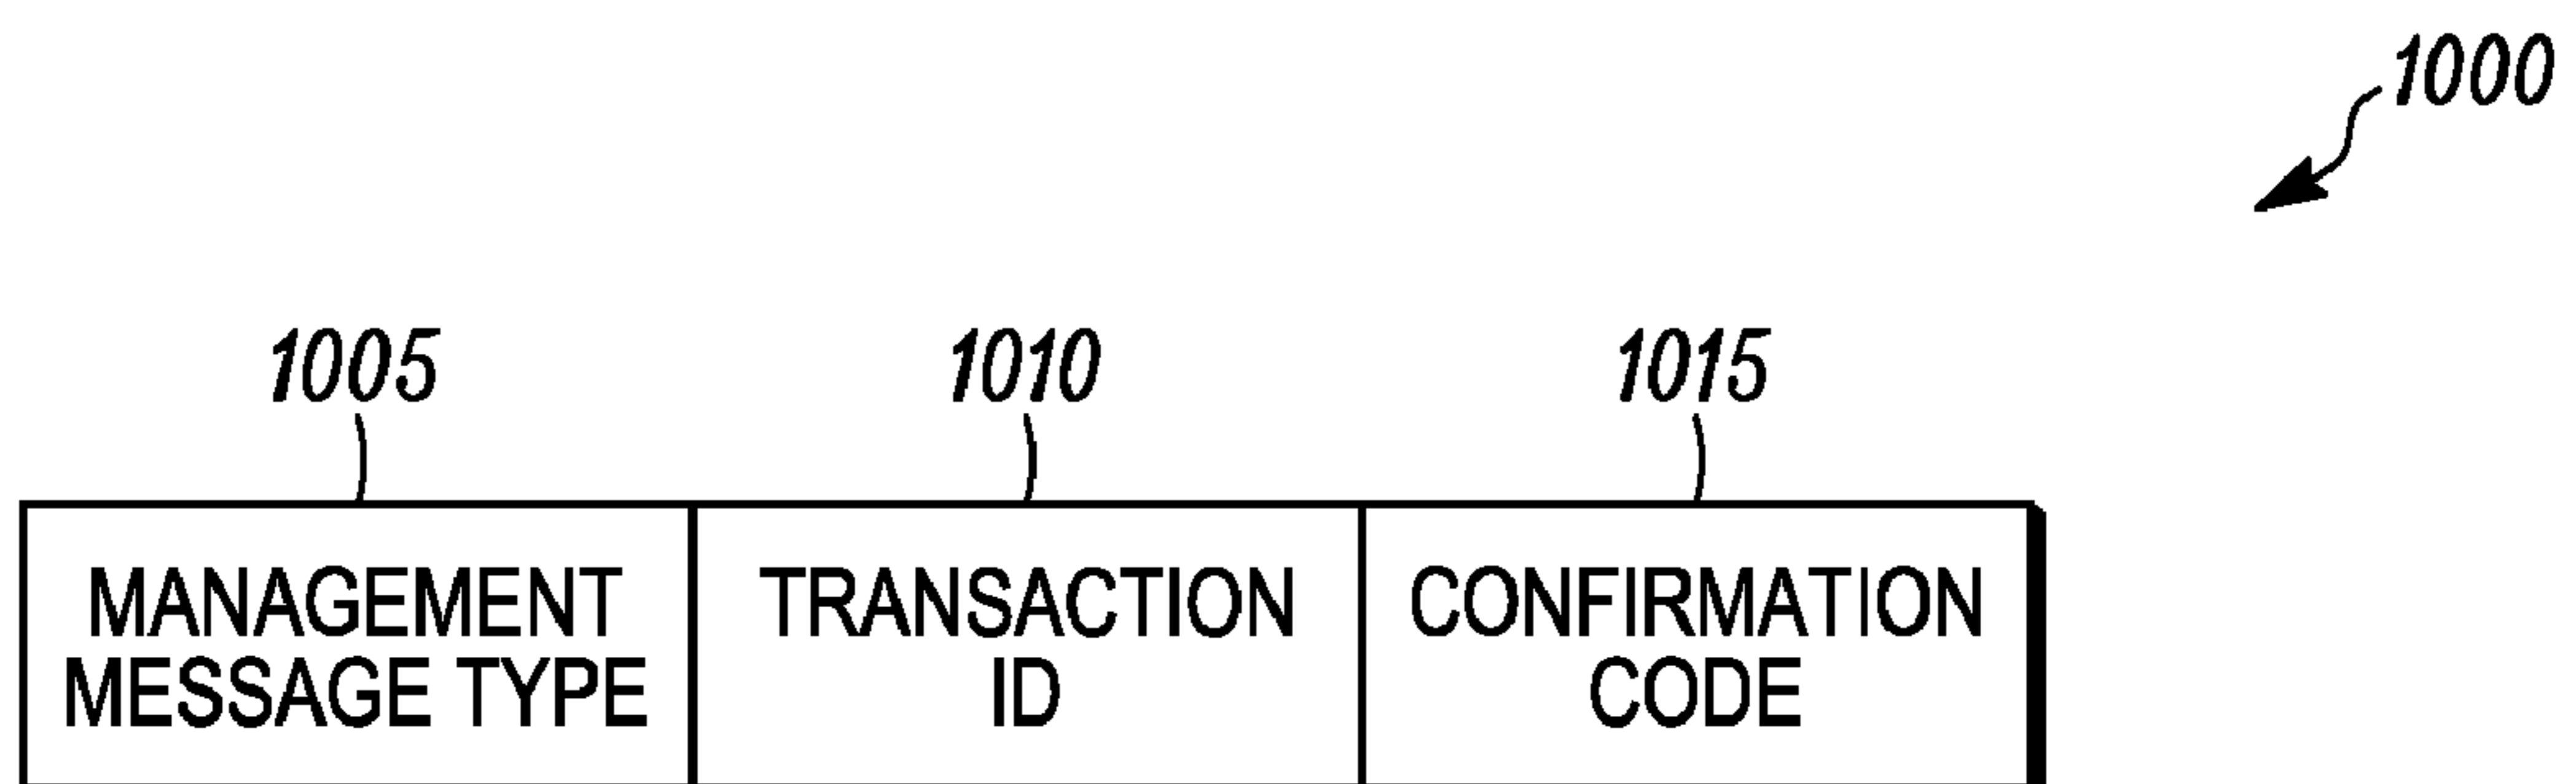 1000
1005 1010 1015
MANAGEMENT TRANSACTION CONFIRMATION
MESSAGE TYPE ID CODE